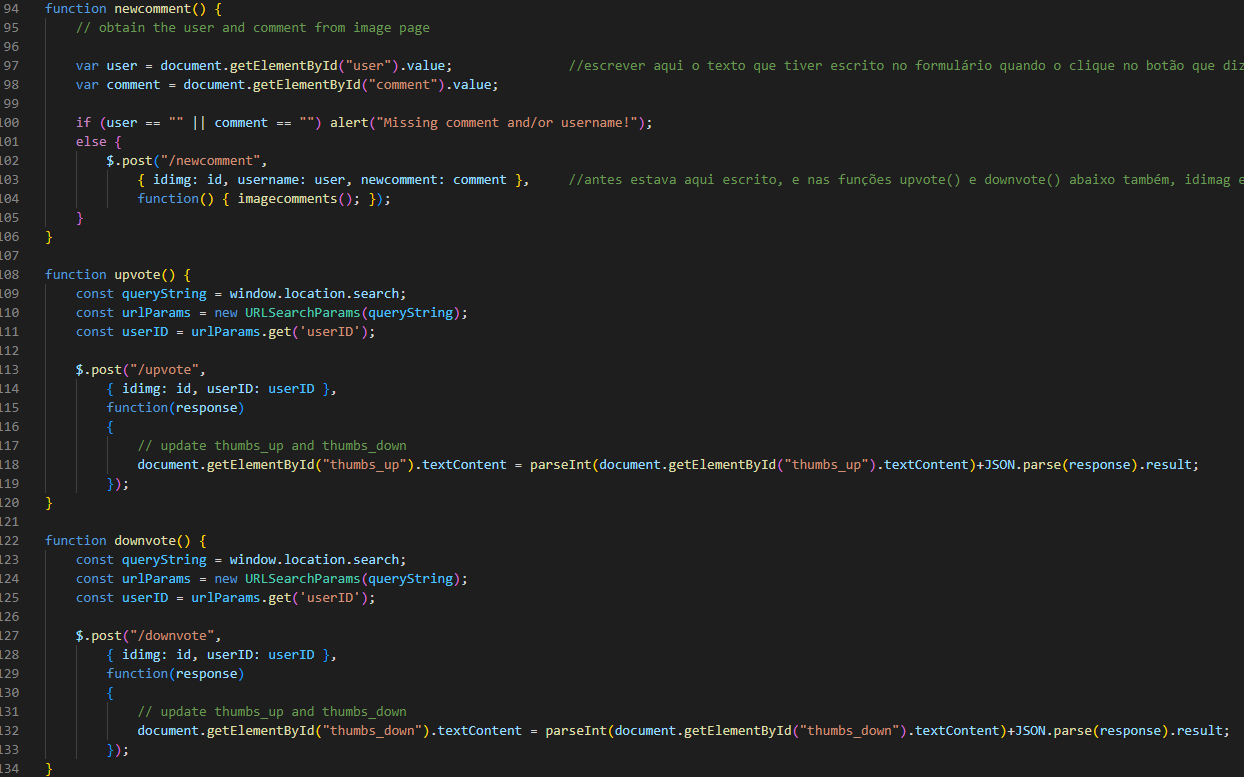 94 function newcomment() {
95 // obtain the user and comment from image page
96
97 var user = document.getElementById("user").value; //escrever aqui o texto que tiver escrito no formulário quando o clique no botão que diz
98 var comment = document.getElementById("comment").value;
99
100 if (user == "" || comment == "") alert("Missing comment and/or username!");
101 else {
102 $.post("/newcomment",
103 { idimg: id, username: user, newcomment: comment }, //antes estava aqui escrito, e nas funções upvote() e downvote() abaixo também, idimag e
104 function() { imagecomments(); });
105 }
106 }
107
108 function upvote() {
109 const queryString = window.location.search;
110 const urlParams = new URLSearchParams(queryString);
111 const userID = urlParams.get('userID');
112
113 $.post("/upvote",
114 { idimg: id, userID: userID },
115 function(response)
116 {
117 // update thumbs_up and thumbs_down
118 document.getElementById("thumbs_up").textContent = parseInt(document.getElementById("thumbs_up").textContent)+JSON.parse(response).result;
119 });
120 }
121
122 function downvote() {
123 const queryString = window.location.search;
124 const urlParams = new URLSearchParams(queryString);
125 const userID = urlParams.get('userID');
126
127 $.post("/downvote",
128 { idimg: id, userID: userID },
129 function(response)
130 {
131 // update thumbs_up and thumbs_down
132 document.getElementById("thumbs_down").textContent = parseInt(document.getElementById("thumbs_down").textContent)+JSON.parse(response).result;
133 });
134 }